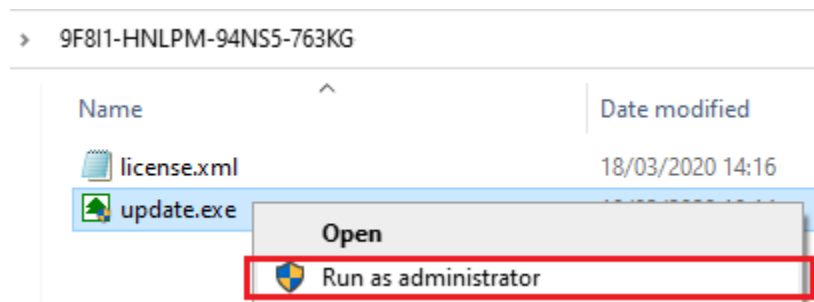 9F8I1-HNLPM-94NS5-763KG
Name Date modified
license.xml 18/03/2020 14:16
update.exe
Open
Run as administrator